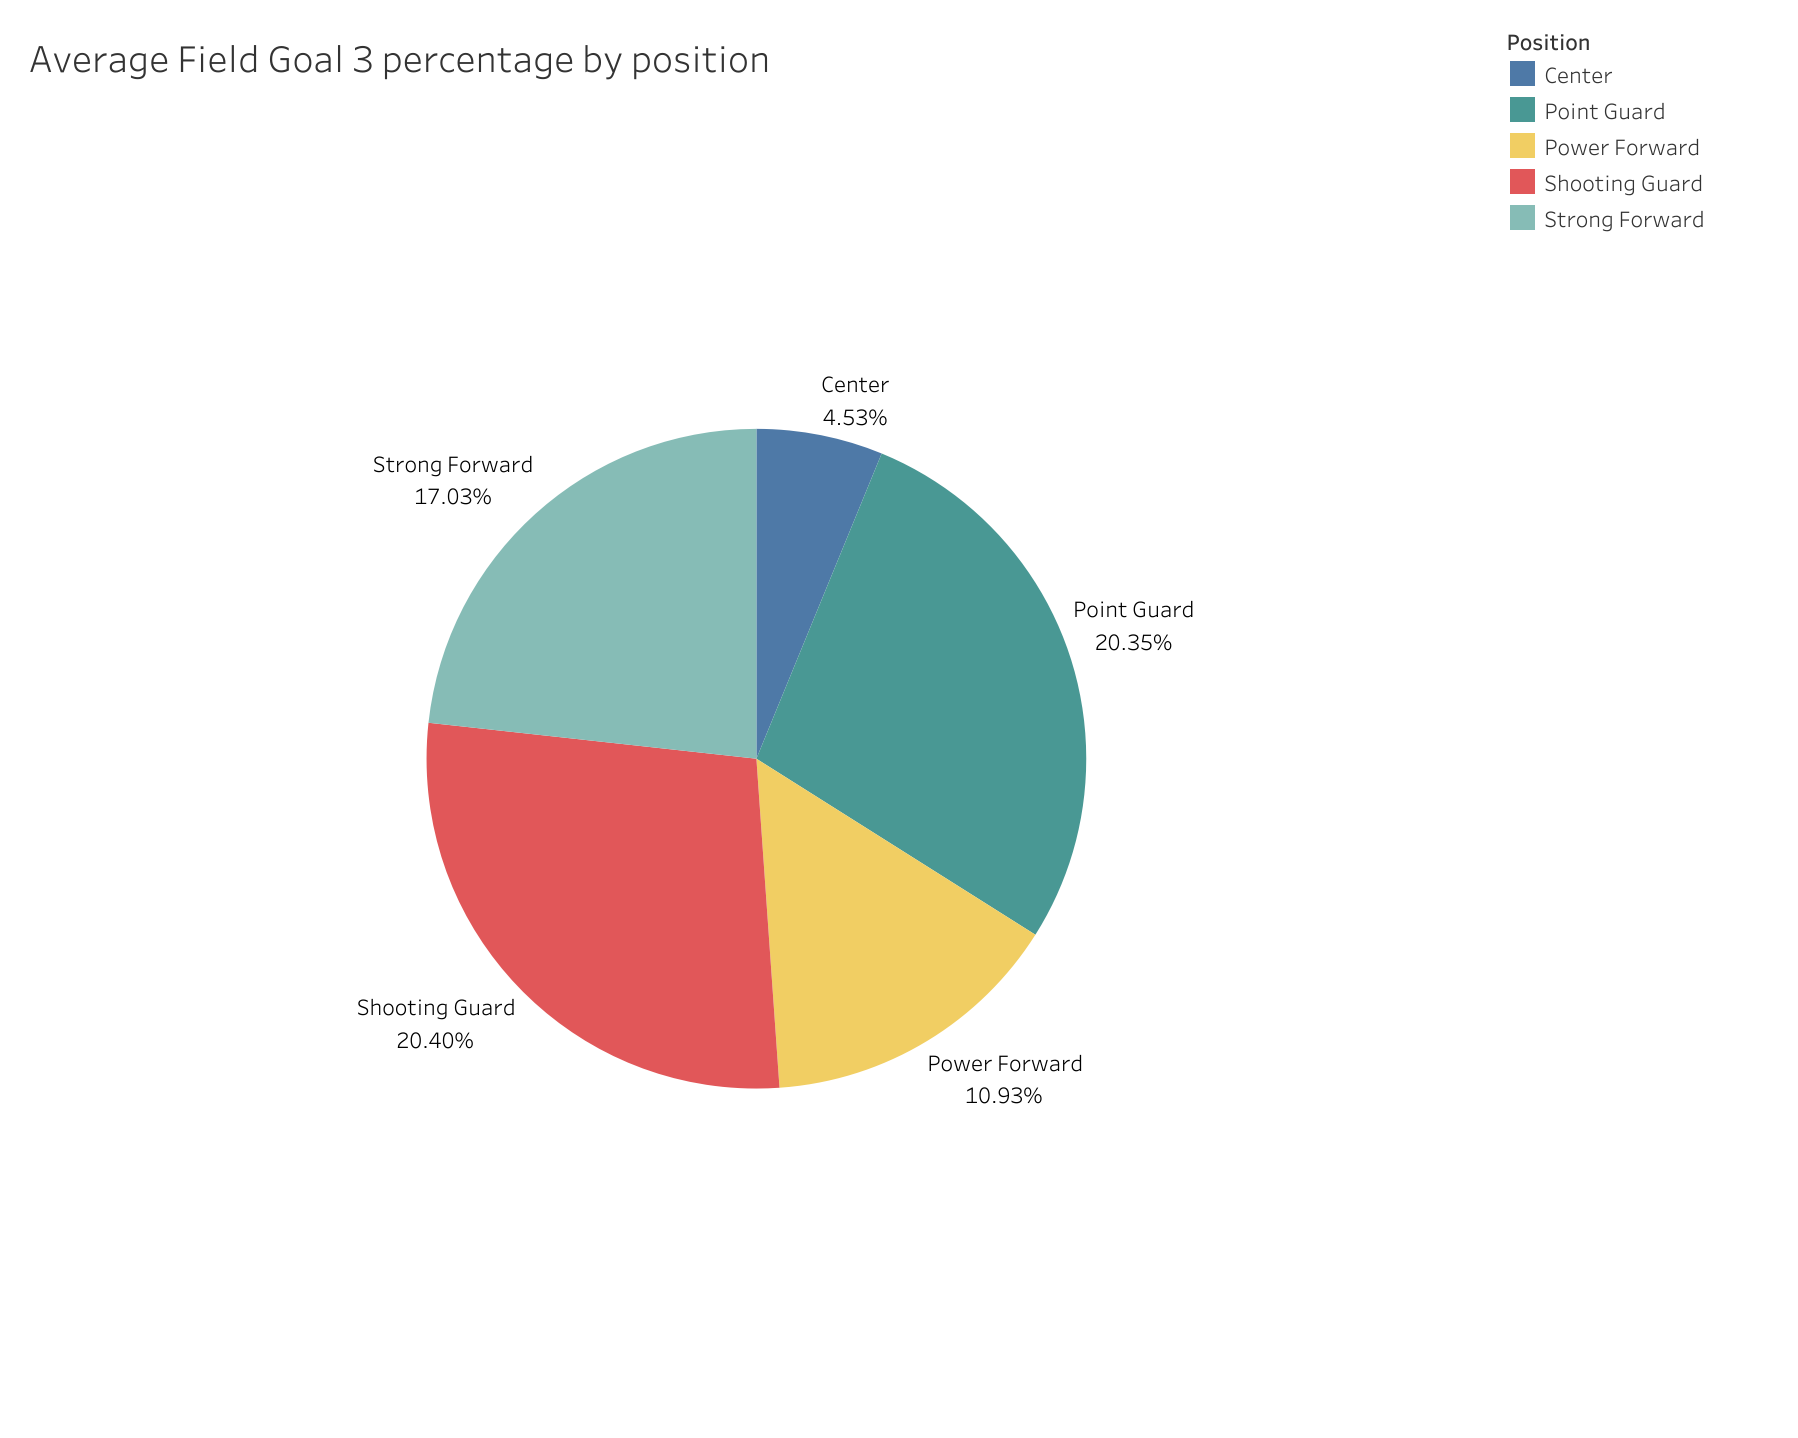 Average Field Goal 3 percentage by position
Position
Center
Point Guard
Power Forward
Shooting Guard
Strong Forward
Center
4.53%
Strong Forward
17.03%
Point Guard
20.35%
Shooting Guard
20.40%
Power Forward
10.93%